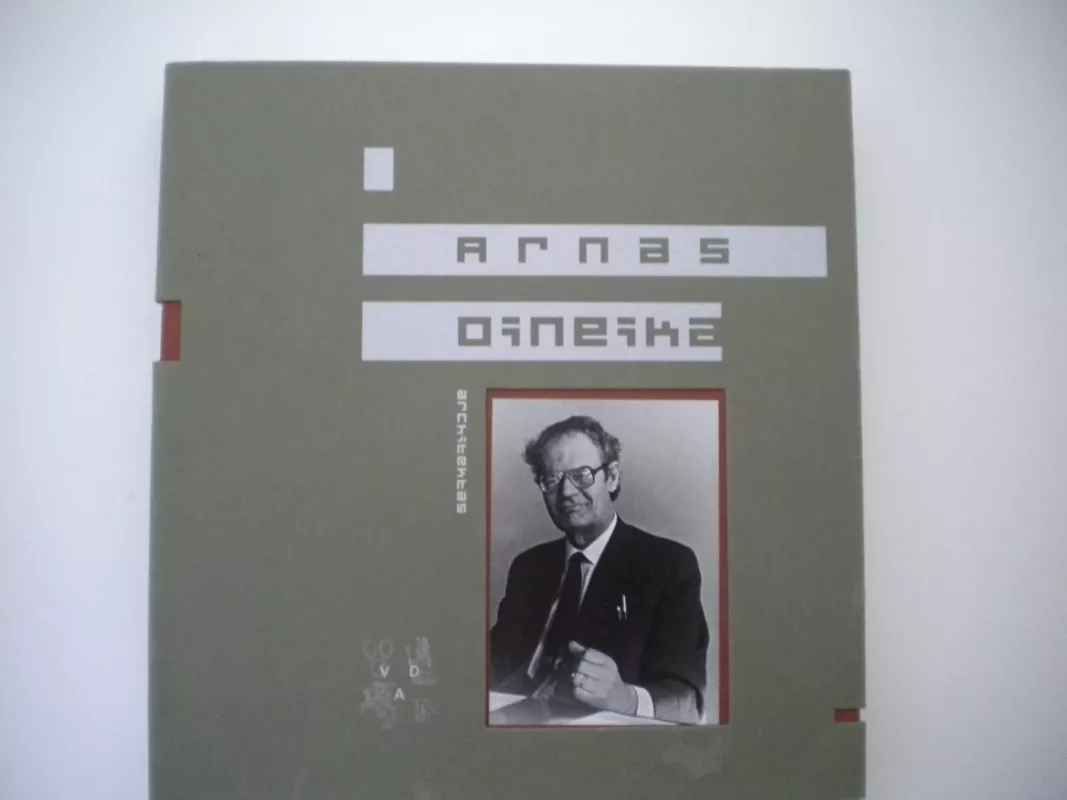 Arnas
Dineika
architektas
V D
A